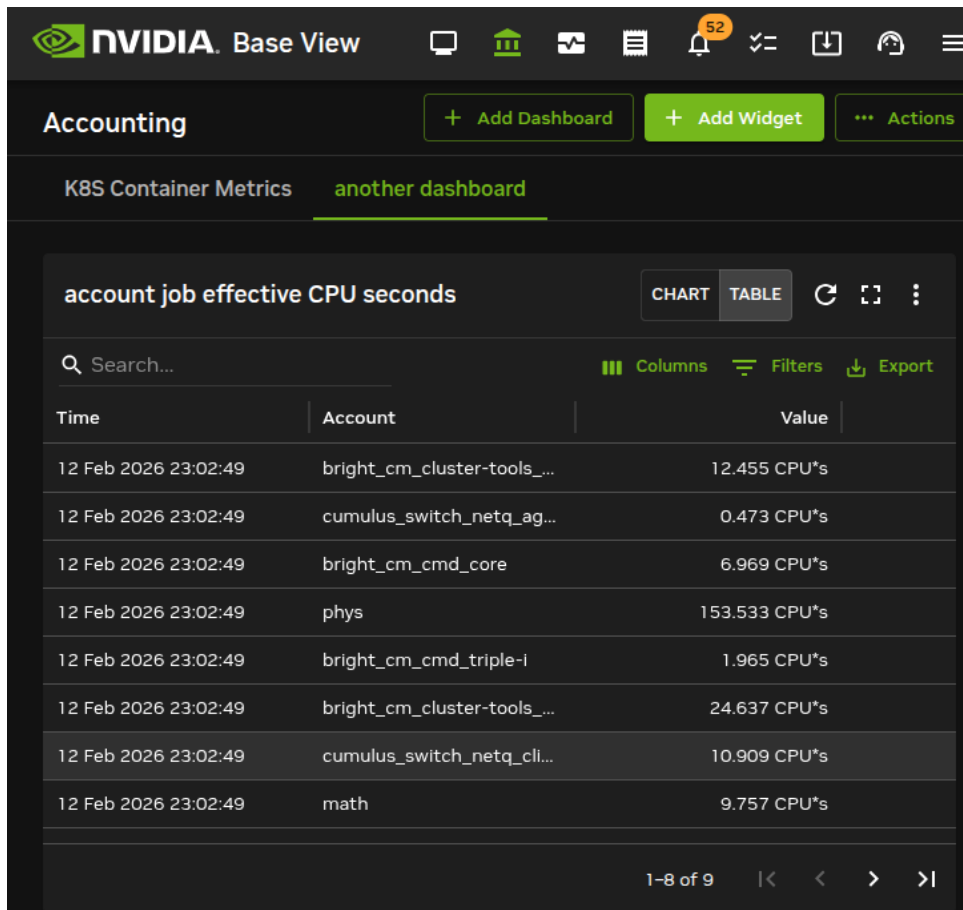 NVIDIA. Base View
52
Accounting
+ Add Dashboard
+ Add Widget
··· Actions
K8S Container Metrics
another dashboard
account job effective CPU seconds
CHART TABLE
Search...
Columns Filters Export
Time Account Value
12 Feb 2026 23:02:49 bright_cm_cluster-tools_... 12.455 CPU*s
12 Feb 2026 23:02:49 cumulus_switch_netq_ag... 0.473 CPU*s
12 Feb 2026 23:02:49 bright_cm_cmd_core 6.969 CPU*s
12 Feb 2026 23:02:49 phys 153.533 CPU*s
12 Feb 2026 23:02:49 bright_cm_cmd_triple-i 1.965 CPU*s
12 Feb 2026 23:02:49 bright_cm_cluster-tools_... 24.637 CPU*s
12 Feb 2026 23:02:49 cumulus_switch_netq_cli... 10.909 CPU*s
12 Feb 2026 23:02:49 math 9.757 CPU*s
1–8 of 9